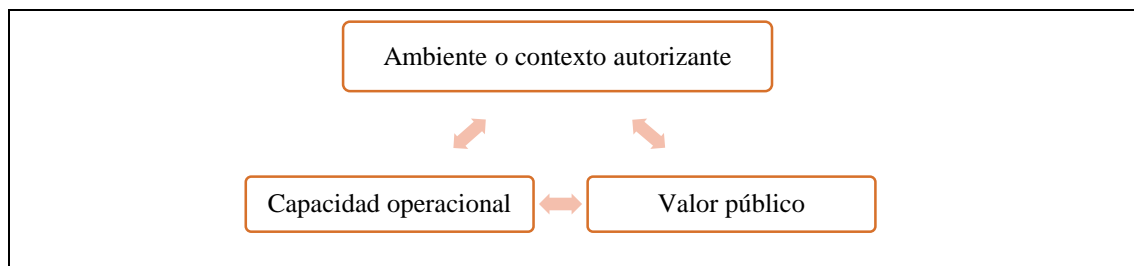 Ambiente o contexto autorizante
Capacidad operacional
Valor público